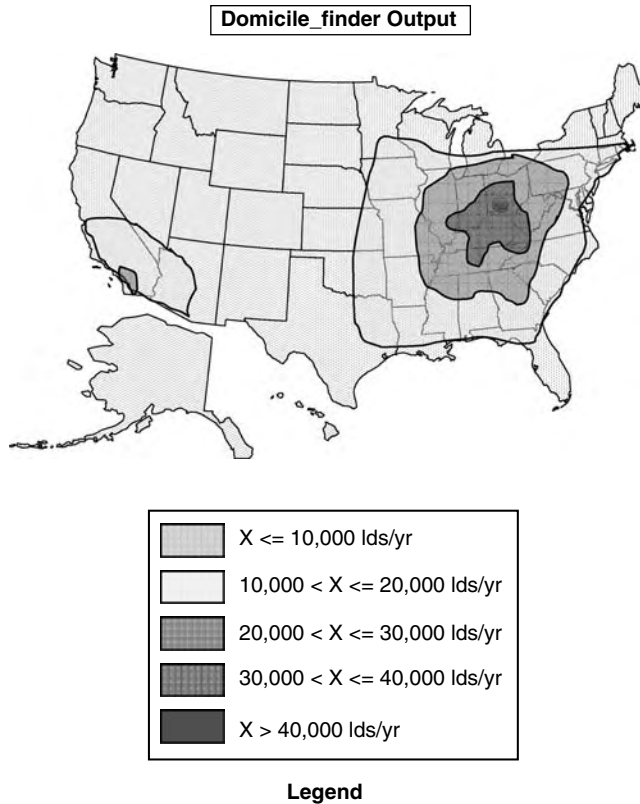 Domicile_finder Output
X <= 10,000 lds/yr
10,000 < X <= 20,000 lds/yr
20,000 < X <= 30,000 lds/yr
30,000 < X <= 40,000 lds/yr
X > 40,000 lds/yr
Legend